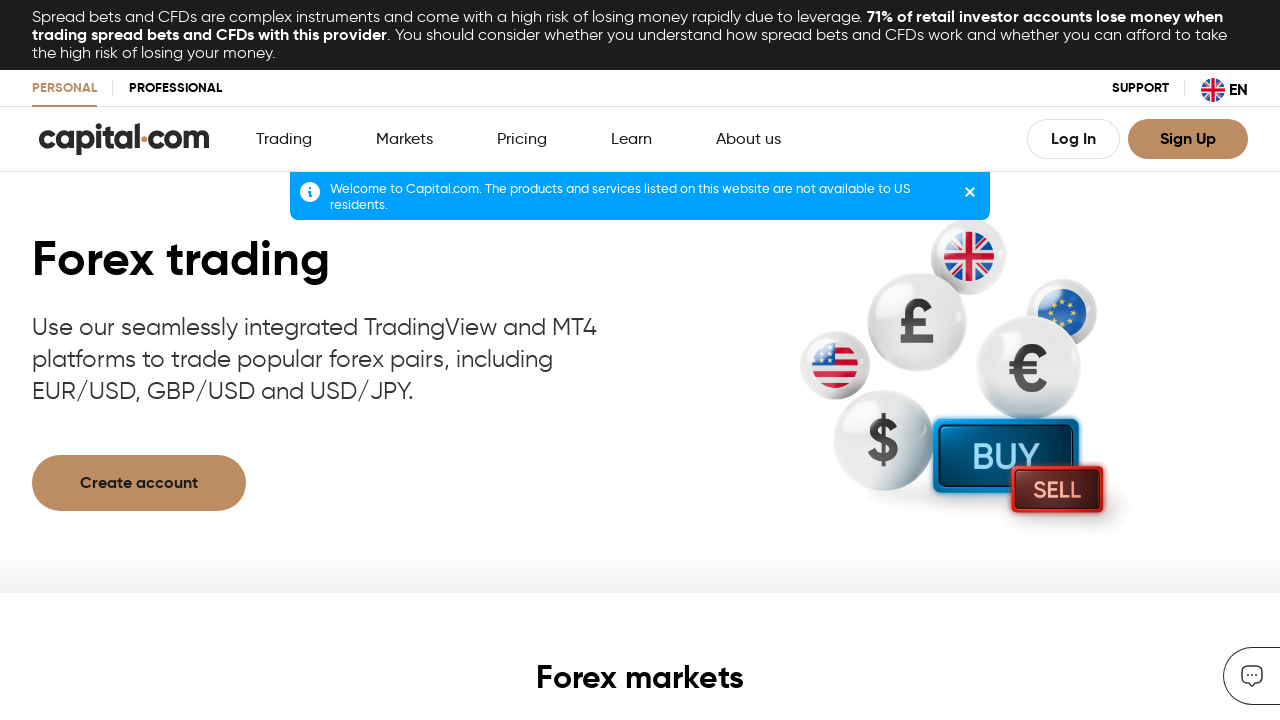 Spread bets and CFDs are complex instruments and come with a high risk of losing money rapidly due to leverage. 71% of retail investor accounts lose money when
trading spread bets and CFDs with this provider. You should consider whether you understand how spread bets and CFDs work and whether you can afford to take
the high risk of losing your money.
PERSONAL PROFESSIONAL SUPPORT EN
capital.com Trading Markets Pricing Learn About us Log In Sign Up
Welcome to Capital.com. The products and services listed on this website are not available to US
residents.
Forex trading
Use our seamlessly integrated TradingView and MT4
platforms to trade popular forex pairs, including
EUR/USD, GBP/USD and USD/JPY.
Create account
£
€
$
BUY
SELL
Forex markets